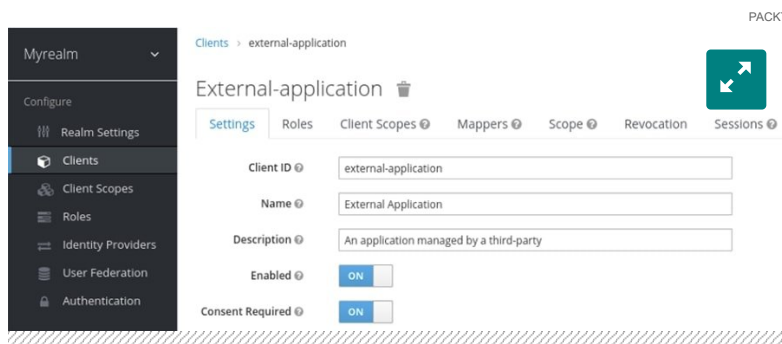 PACKT
Myrealm
Clients > external-application
External-application
Configure
Settings Roles Client Scopes Mappers Scope Revocation Sessions
Realm Settings
Clients
Client Scopes
Roles
Identity Providers
User Federation
Authentication
Client ID external-application
Name External Application
Description An application managed by a third-party
Enabled ON
Consent Required ON